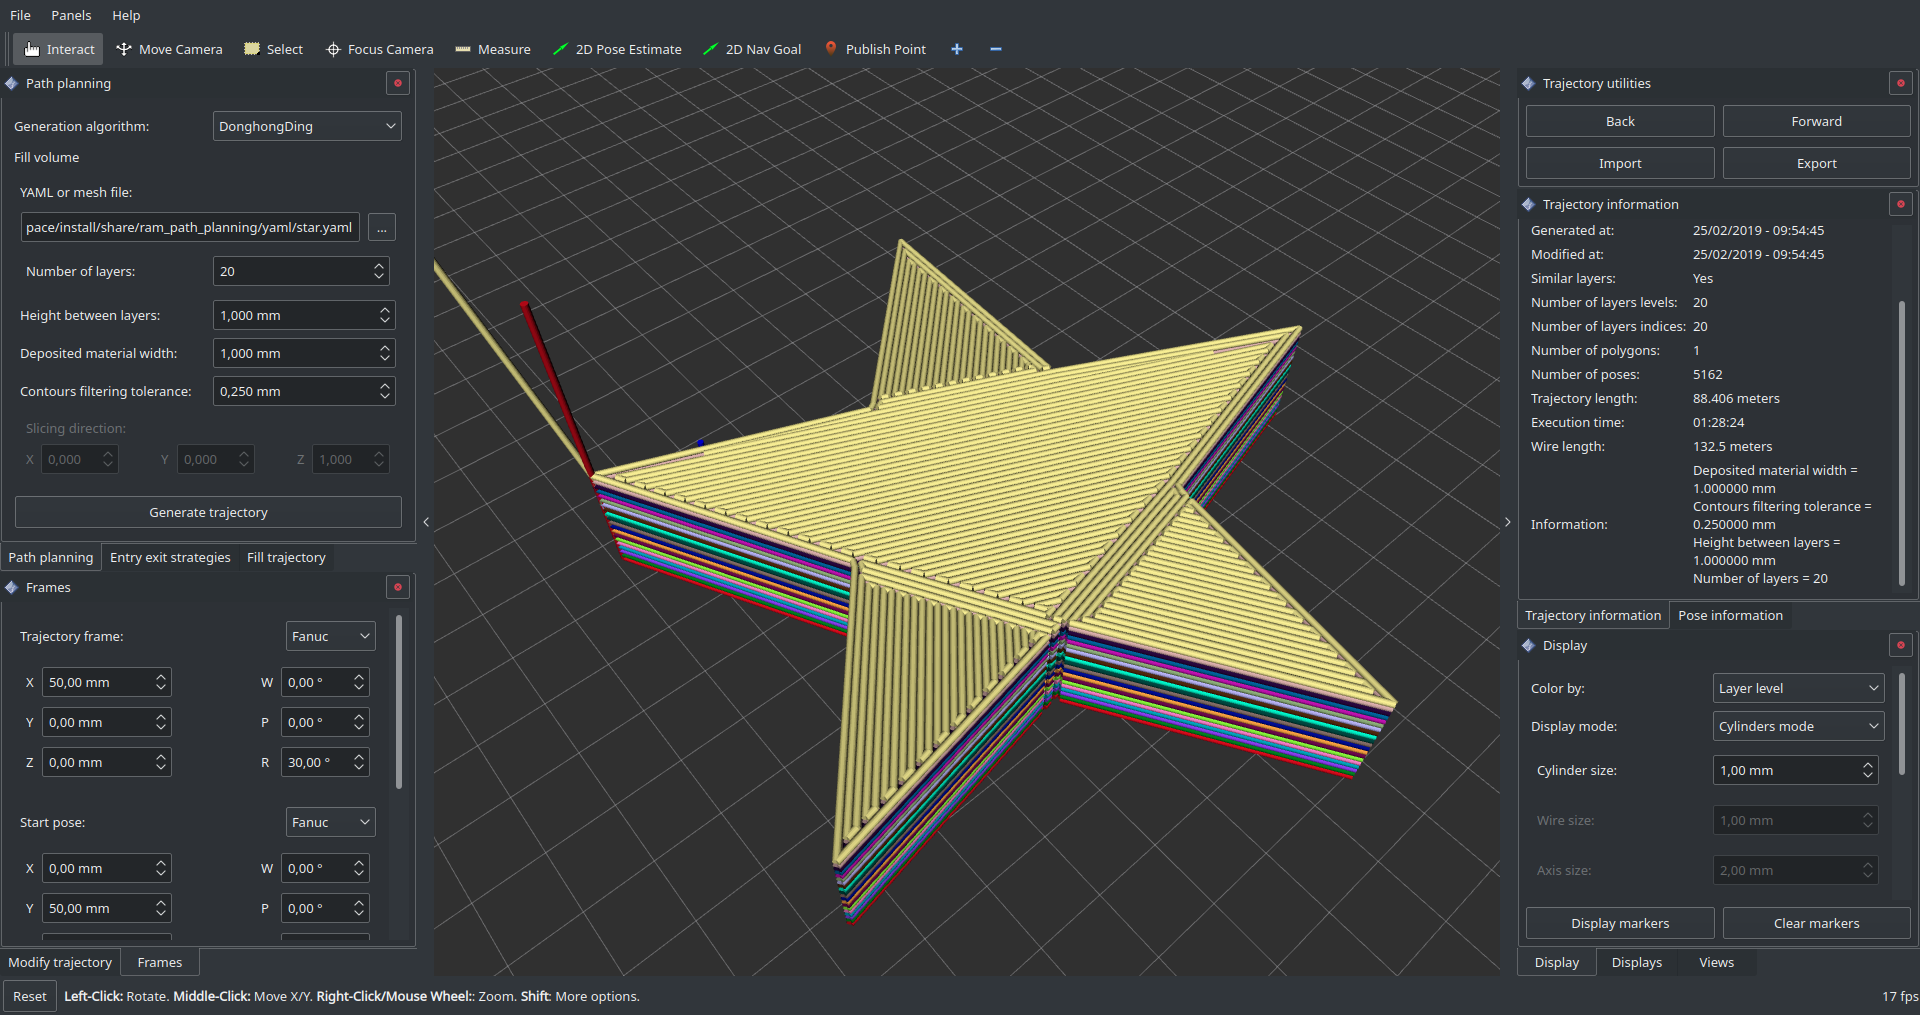 File Panels Help
Interact Move Camera Select Focus Camera Measure 2D Pose Estimate 2D Nav Goal Publish Point
Path planning
Generation algorithm: DonghongDing
Fill volume
YAML or mesh file:
pace/install/share/ram_path_planning/yaml/star.yaml ...
Number of layers: 20
Height between layers: 1,000 mm
Deposited material width: 1,000 mm
Contours filtering tolerance: 0,250 mm
Slicing direction:
X 0,000 Y 0,000 Z 1,000
Generate trajectory
Path planning Entry exit strategies Fill trajectory
Frames
Trajectory frame: Fanuc
X 50,00 mm W 0,00 °
Y 0,00 mm P 0,00 °
Z 0,00 mm R 30,00 °
Start pose: Fanuc
X 0,00 mm W 0,00 °
Y 50,00 mm P 0,00 °
Modify trajectory Frames
Trajectory utilities
Back Forward
Import Export
Trajectory information
Generated at: 25/02/2019 - 09:54:45
Modified at: 25/02/2019 - 09:54:45
Similar layers: Yes
Number of layers levels: 20
Number of layers indices: 20
Number of polygons: 1
Number of poses: 5162
Trajectory length: 88.406 meters
Execution time: 01:28:24
Wire length: 132.5 meters
Deposited material width =
1.000000 mm
Contours filtering tolerance =
Information: 0.250000 mm
Height between layers =
1.000000 mm
Number of layers = 20
Trajectory information Pose information
Display
Color by: Layer level
Display mode: Cylinders mode
Cylinder size: 1,00 mm
Wire size: 1,00 mm
Axis size: 2,00 mm
Display markers Clear markers
Display Displays Views
Reset Left-Click: Rotate. Middle-Click: Move X/Y. Right-Click/Mouse Wheel:: Zoom. Shift: More options. 17 fps